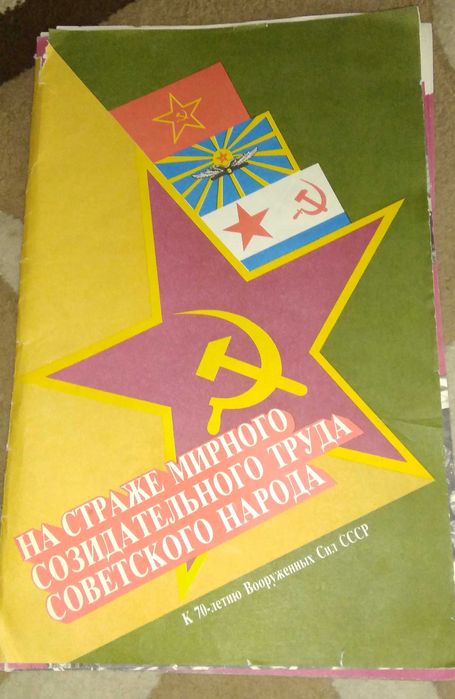 НА СТРАЖЕ МИРНОГО
СОЗИДАТЕЛЬНОГО ТРУДА
СОВЕТСКОГО НАРОДА
К 70-летию Вооруженных Сил СССР